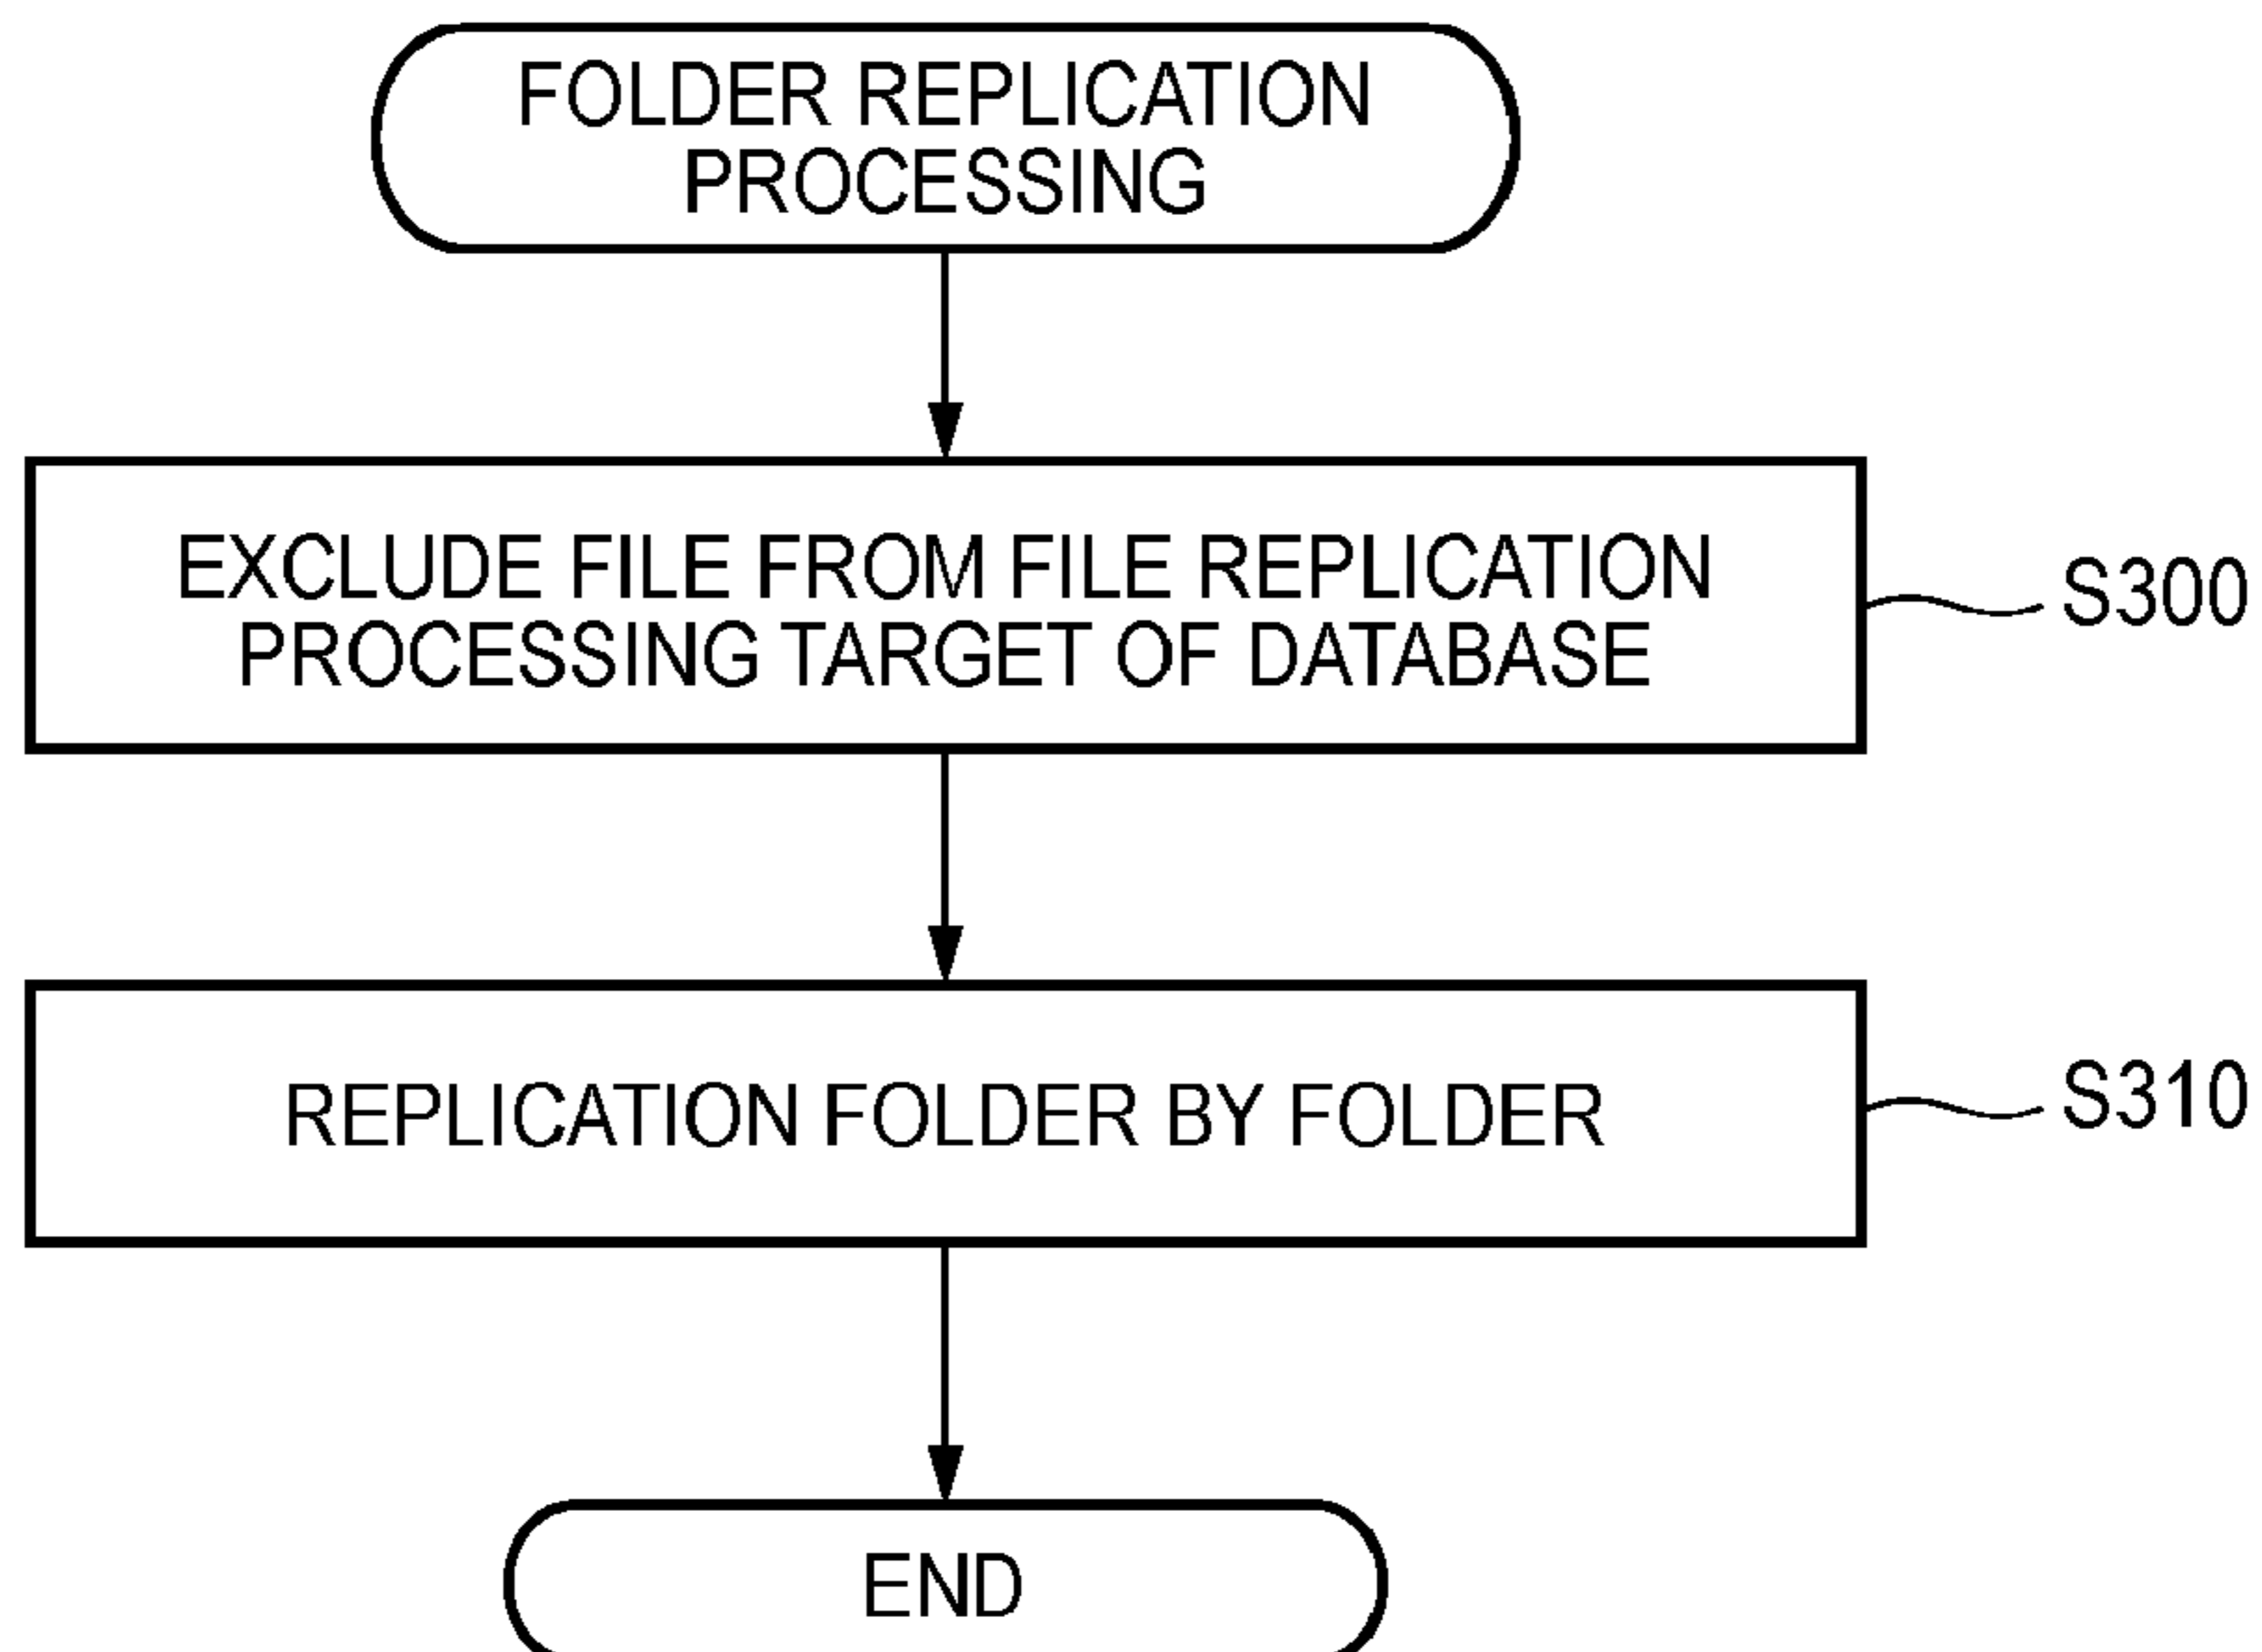 FOLDER REPLICATION
PROCESSING
EXCLUDE FILE FROM FILE REPLICATION
PROCESSING TARGET OF DATABASE
S300
REPLICATION FOLDER BY FOLDER
S310
END